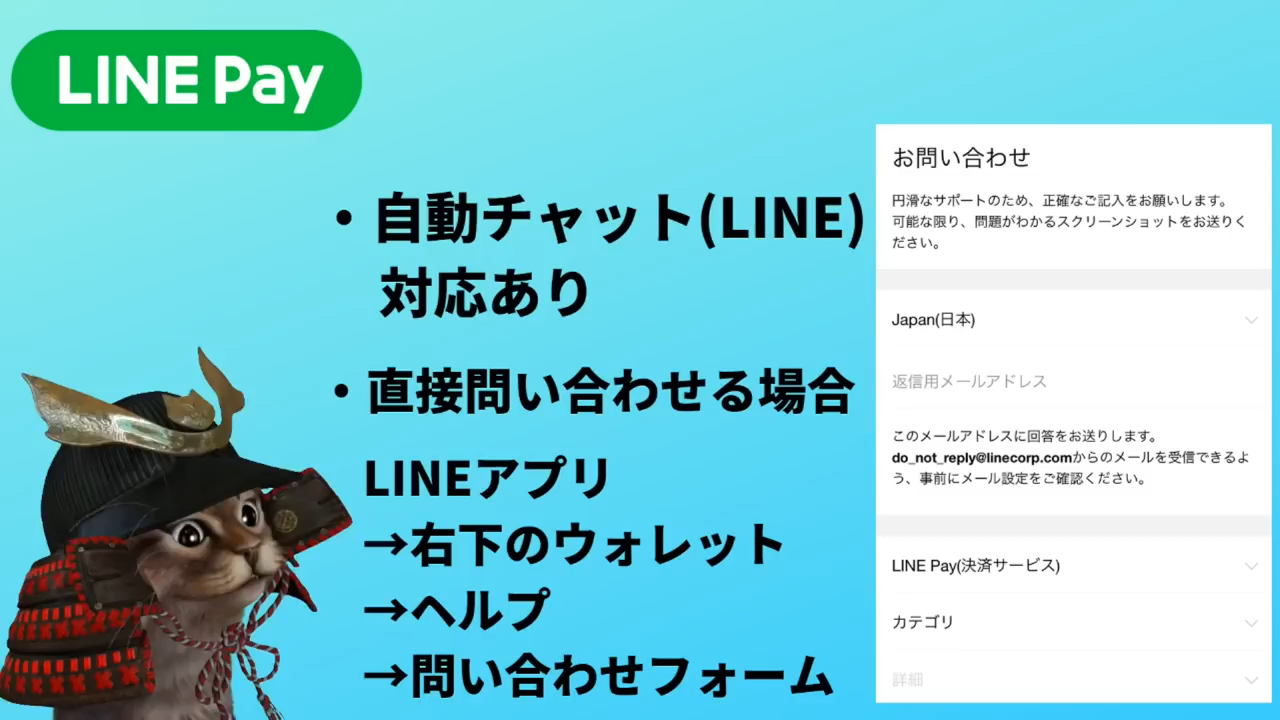 LINE Pay
・自動チャット(LINE)
対応あり
・直接問い合わせる場合
LINEアプリ
→右下のウォレット
→ヘルプ
→問い合わせフォーム
お問い合わせ
円滑なサポートのため、正確なご記入をお願いします。
可能な限り、問題がわかるスクリーンショットをお送りく
ださい。
Japan(日本)
返信用メールアドレス
このメールアドレスに回答をお送りします。
do_not_reply@linecorp.comからのメールを受信できるよ
う、事前にメール設定をご確認ください。
LINE Pay(決済サービス)
カテゴリ
詳細